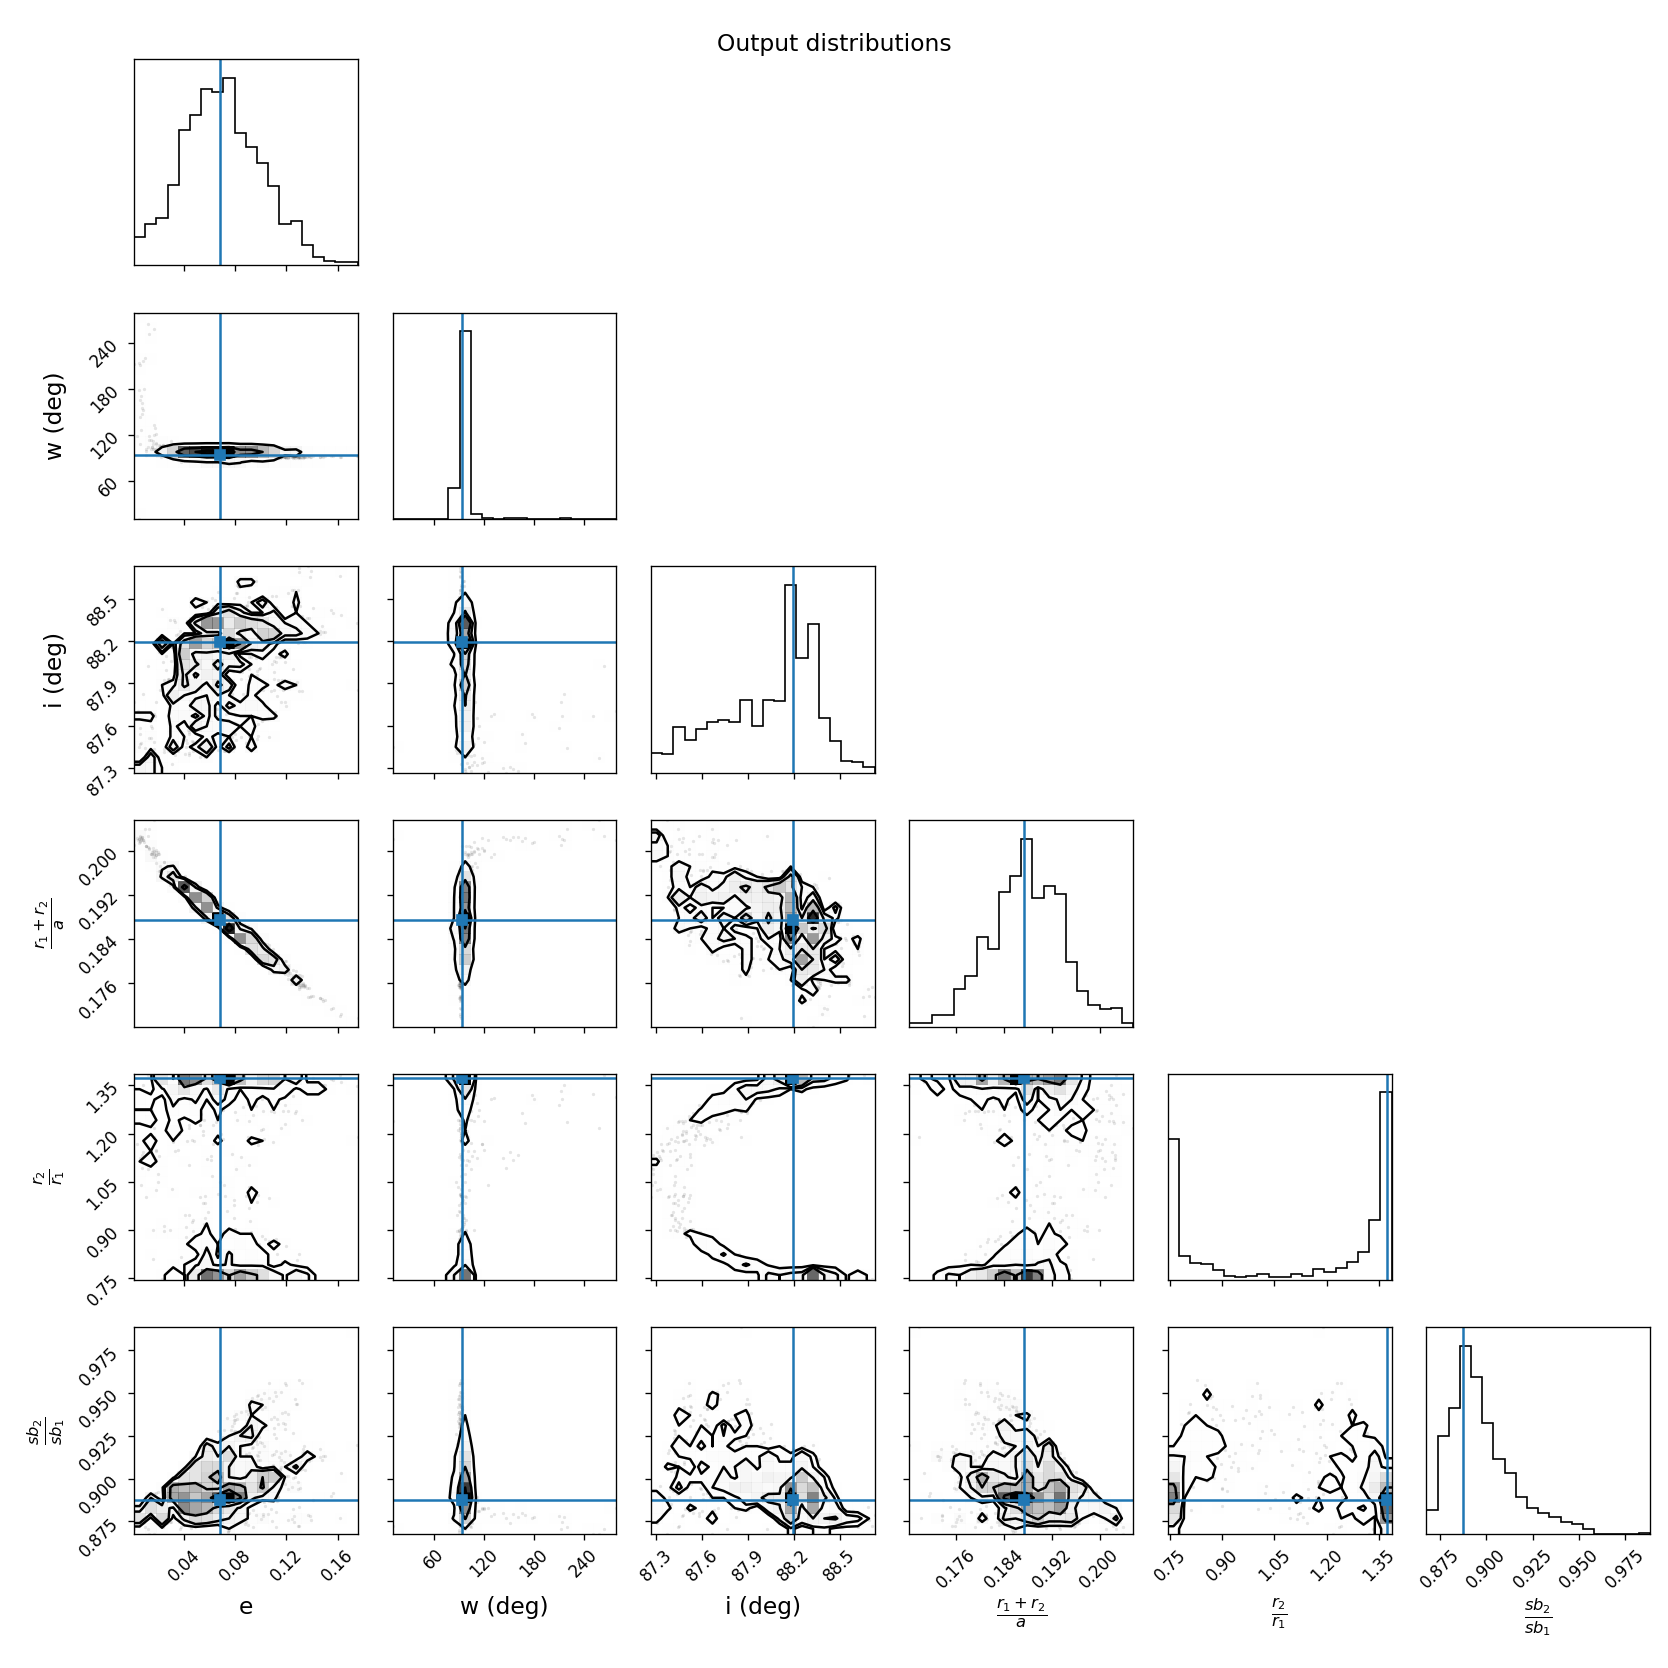 Output distributions
w (deg)
240
180
120
60
i (deg)
88.5
88.2
87.9
87.6
87.3
r₁ + r₂
a
0.200
0.192
0.184
0.176
r₂
r₁
1.35
1.20
1.05
0.90
0.75
sb₂
sb₁
0.975
0.950
0.925
0.900
0.875
0.04 0.08 0.12 0.16
60 120 180 240
87.3 87.6 87.9 88.2 88.5
0.176 0.184 0.192 0.200
0.75 0.90 1.05 1.20 1.35
0.875 0.900 0.925 0.950 0.975
e
w (deg)
i (deg)
r₁ + r₂
a
r₂
r₁
sb₂
sb₁